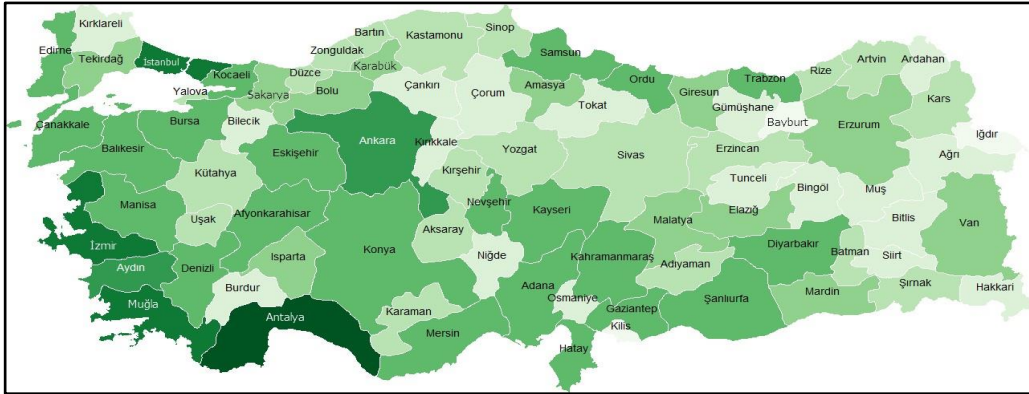 Kırklareli
Edirne
Tekirdağ
İstanbul
Kocaeli
Yalova
Sakarya
Düzce
Bolu
Zonguldak
Bartın
Karabük
Kastamonu
Sinop
Çankırı
Samsun
Çorum
Amasya
Ordu
Tokat
Giresun
Trabzon
Gümüşhane
Bayburt
Rize
Artvin
Ardahan
Kars
Erzurum
Iğdır
Ağrı
Çanakkale
Balıkesir
Bursa
Bilecik
Kütahya
Eskişehir
Ankara
Kırıkkale
Kırşehir
Yozgat
Sivas
Erzincan
Tunceli
Bingöl
Muş
Bitlis
Van
Manisa
Uşak
Afyonkarahisar
Konya
Aksaray
Nevşehir
Kayseri
Malatya
Elazığ
Diyarbakır
Batman
Siirt
Şırnak
Hakkari
İzmir
Aydın
Denizli
Isparta
Burdur
Niğde
Adana
Kahramanmaraş
Adıyaman
Şanlıurfa
Mardin
Muğla
Antalya
Karaman
Mersin
Osmaniye
Gaziantep
Kilis
Hatay